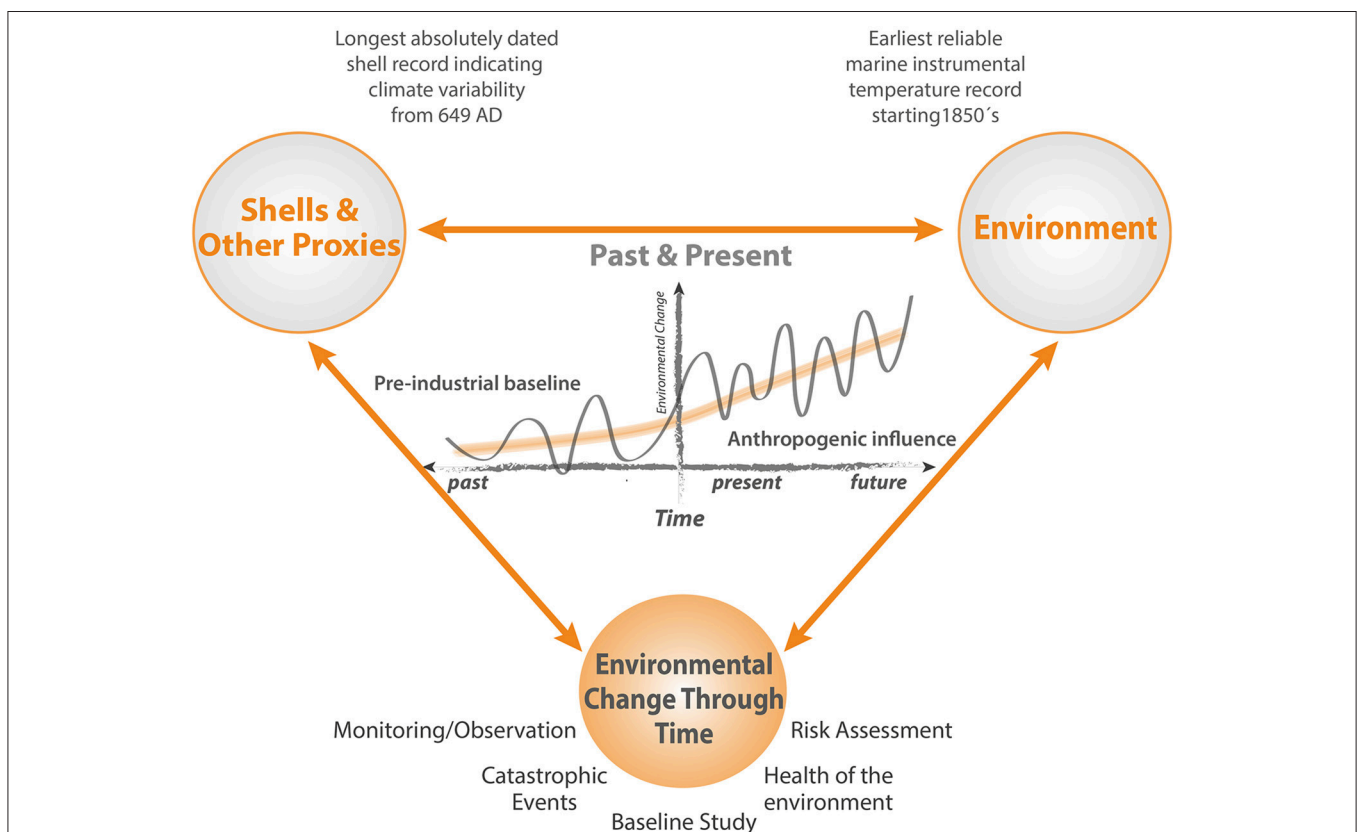 Longest absolutely dated
shell record indicating
climate variability
from 649 AD
Earliest reliable
marine instrumental
temperature record
starting1850´s
Shells &
Other Proxies
Environment
Past & Present
Environmental Change
Pre-industrial baseline
Anthropogenic influence
past
present
future
Time
Environmental
Change Through
Time
Monitoring/Observation
Risk Assessment
Catastrophic
Events
Health of the
environment
Baseline Study